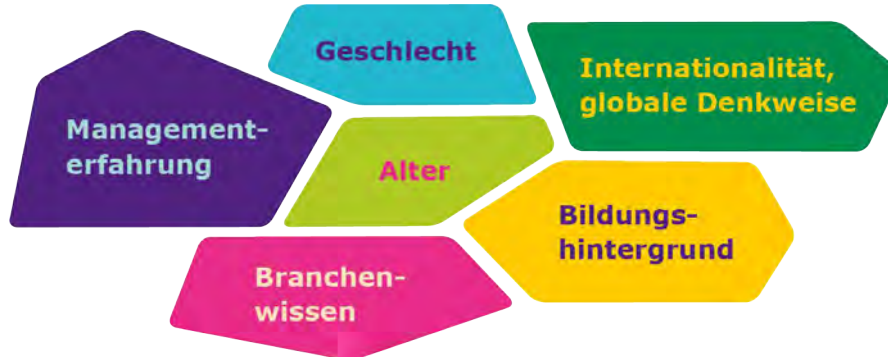 Geschlecht
Internationalität,
globale Denkweise
Management-
erfahrung
Alter
Bildungs-
hintergrund
Branchen-
wissen